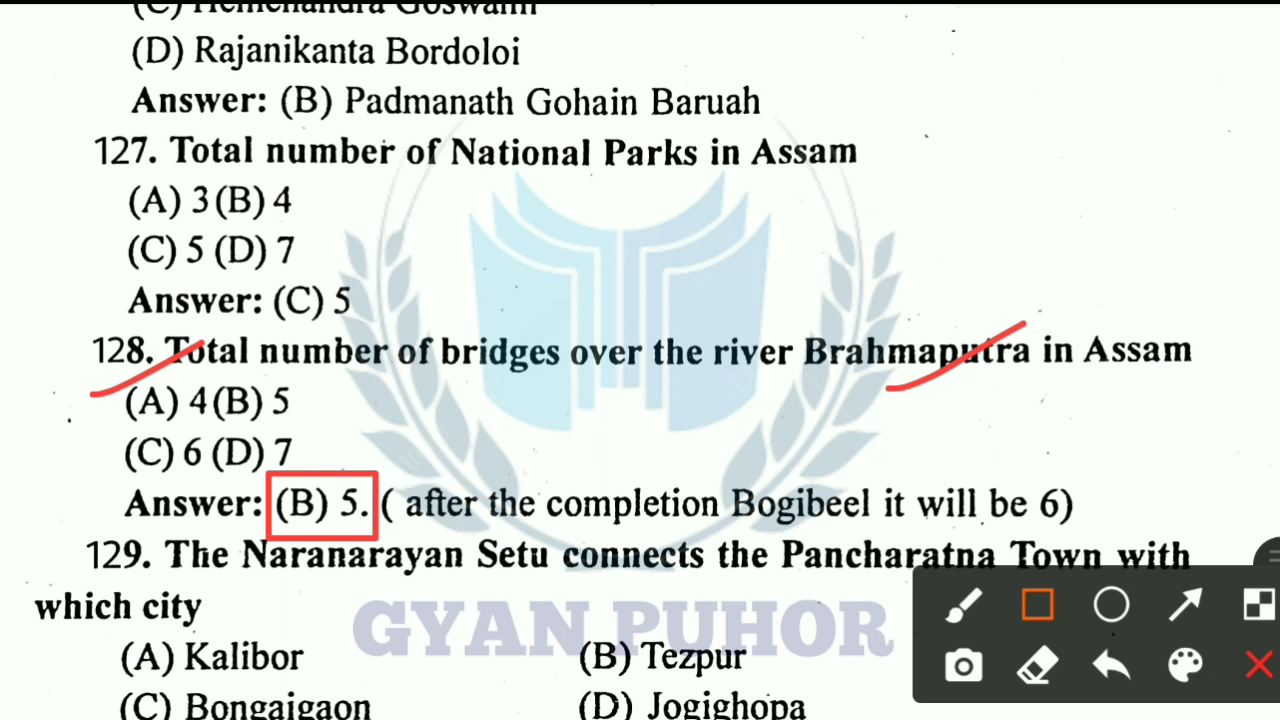 (C) Hemchandra Goswami
(D) Rajanikanta Bordoloi
Answer: (B) Padmanath Gohain Baruah
127. Total number of National Parks in Assam
(A) 3 (B) 4
(C) 5 (D) 7
Answer: (C) 5
128. Total number of bridges over the river Brahmaputra in Assam
(A) 4 (B) 5
(C) 6 (D) 7
Answer: (B) 5. ( after the completion Bogibeel it will be 6)
129. The Naranarayan Setu connects the Pancharatna Town with
which city
GYAN PUHOR
(A) Kalibor (B) Tezpur
(C) Bongaigaon (D) Jogighopa